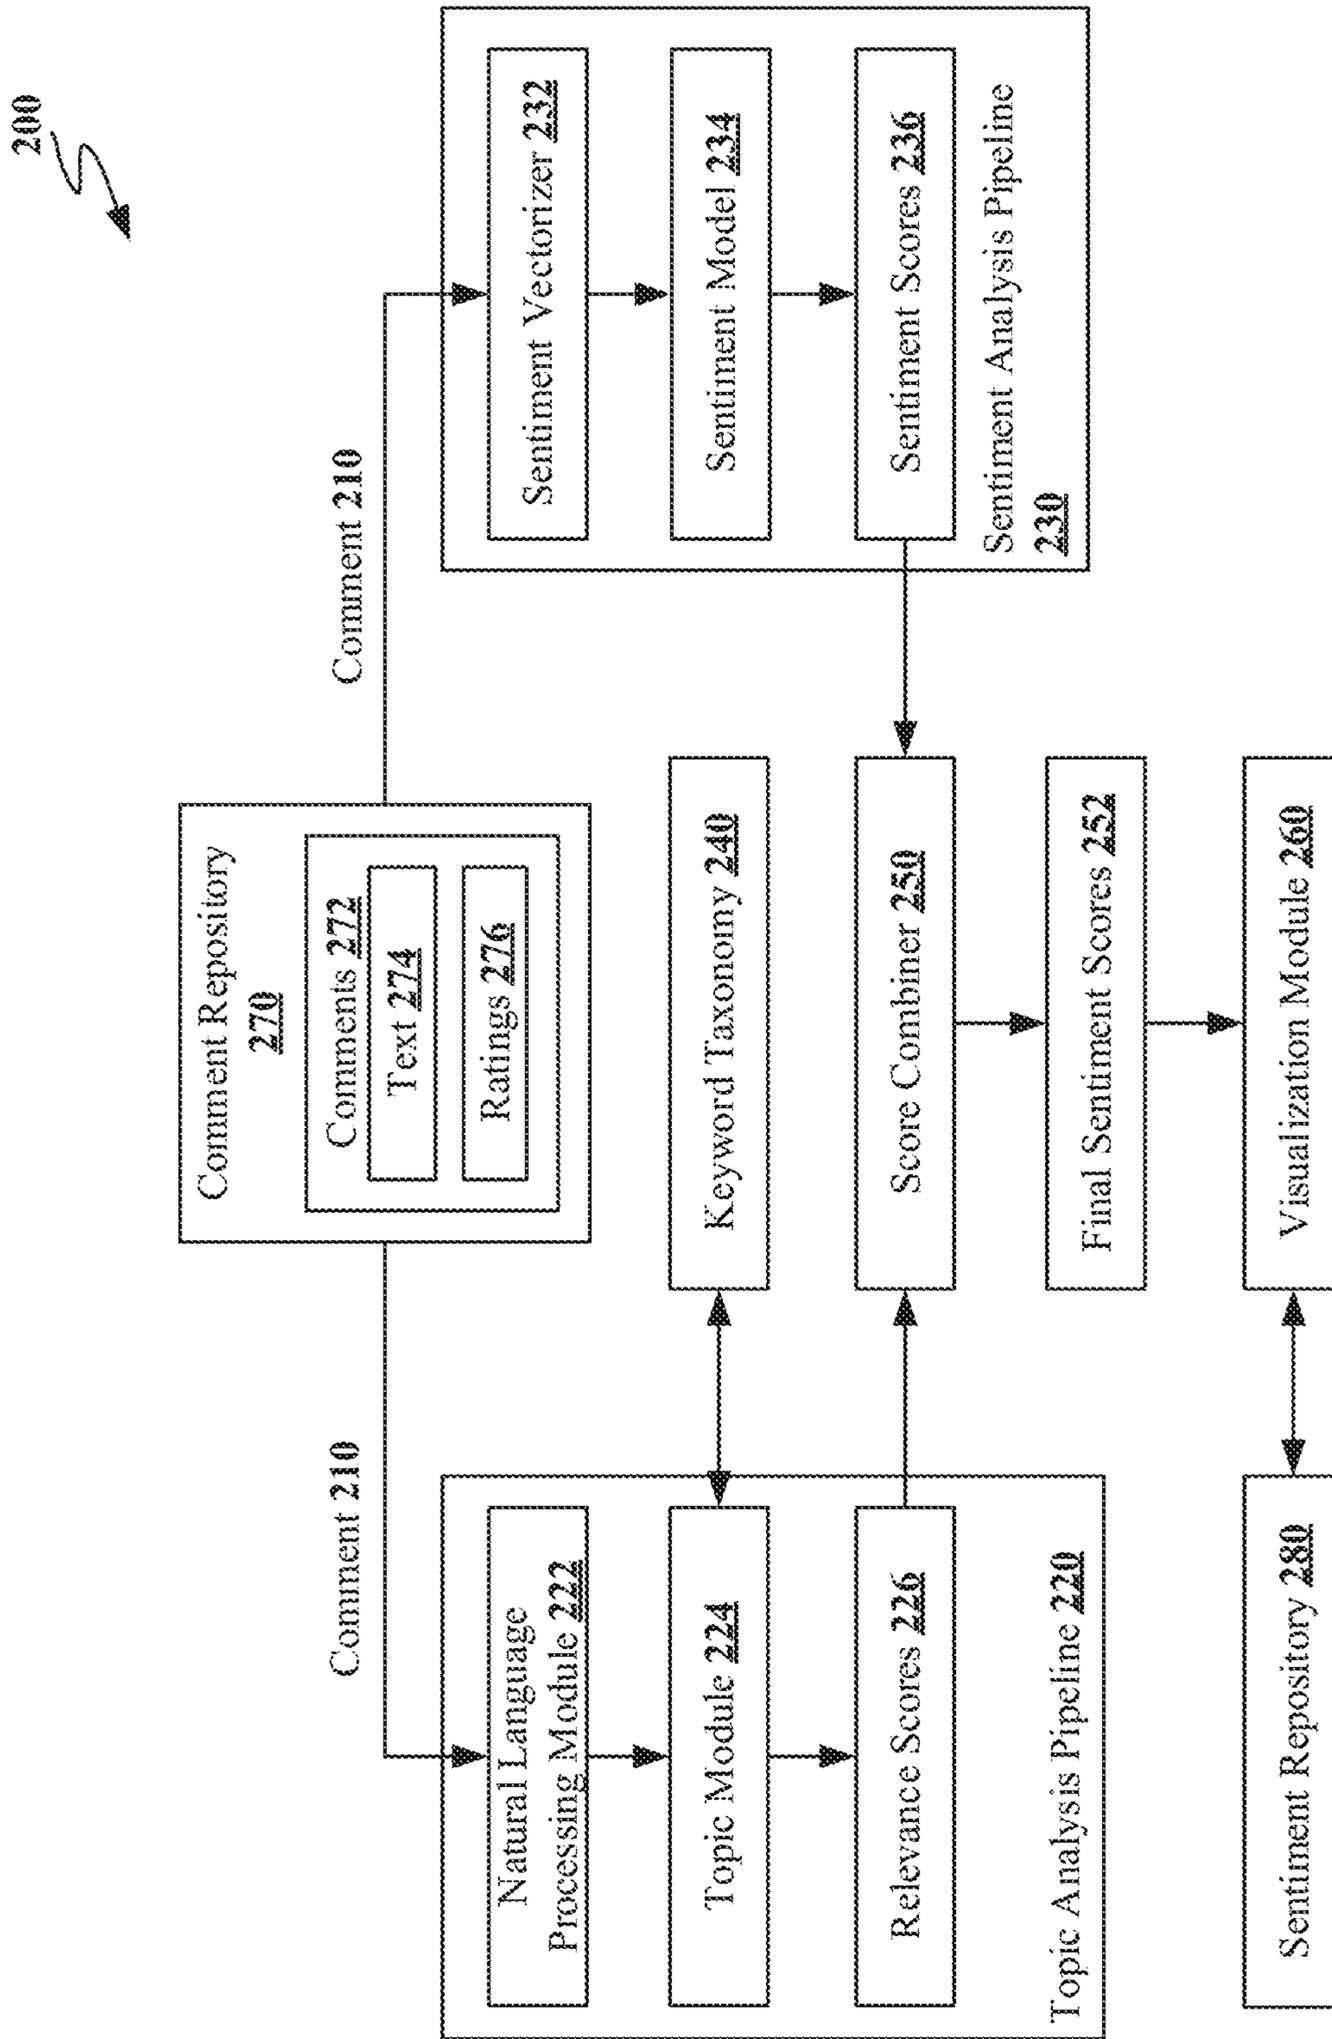 200
Comment Repository
270
Comments 272
Text 274
Ratings 276
Comment 210
Comment 210
Natural Language
Processing Module 222
Topic Module 224
Relevance Scores 226
Topic Analysis Pipeline 220
Keyword Taxonomy 240
Score Combiner 250
Final Sentiment Scores 252
Visualization Module 260
Sentiment Vectorizer 232
Sentiment Model 234
Sentiment Scores 236
Sentiment Analysis Pipeline
230
Sentiment Repository 280